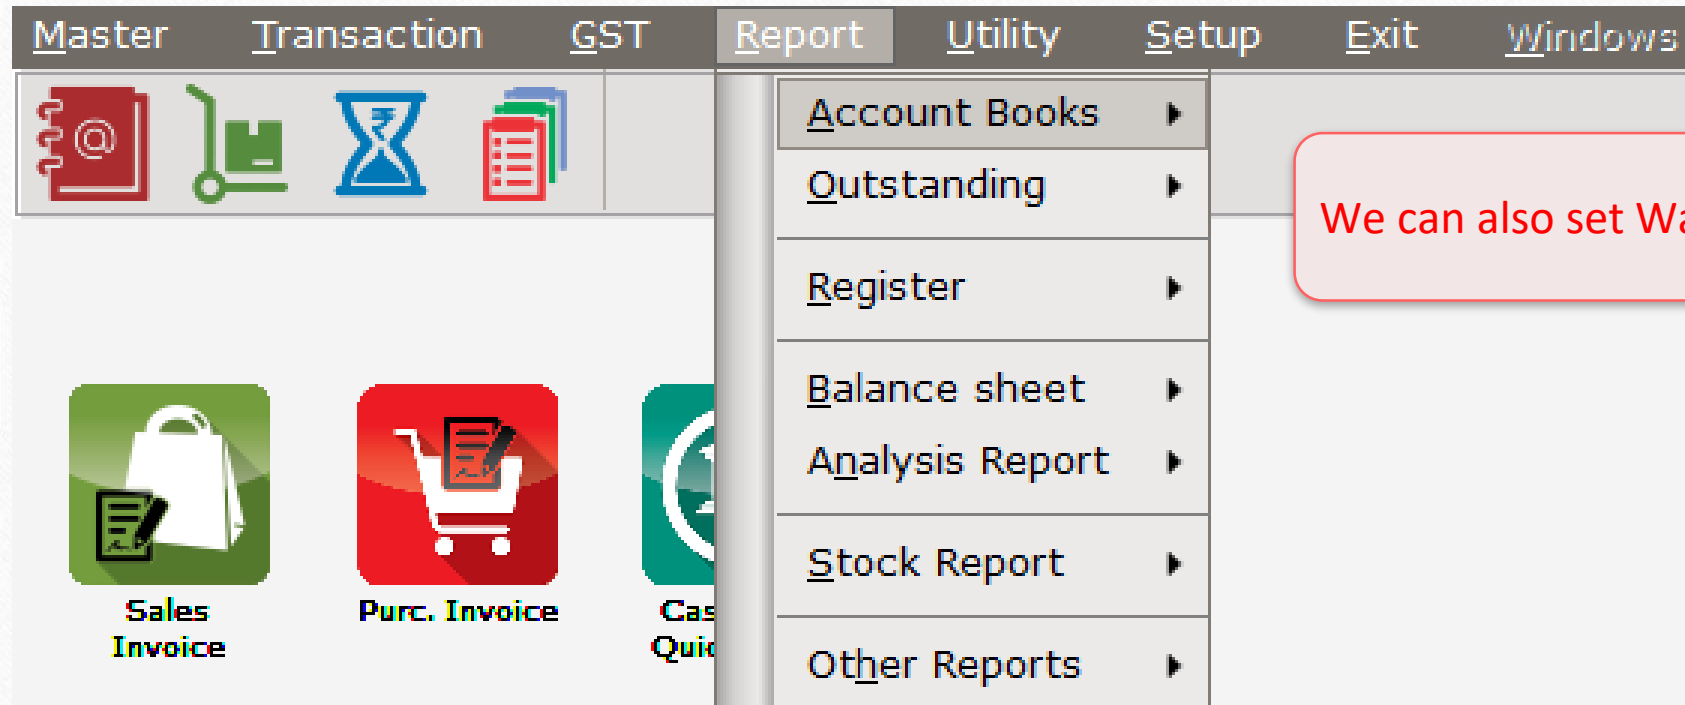 Master Transaction GST Report Utility Setup Exit Windows
Account Books
Outstanding
We can also set
Register
Balance sheet
Analysis Report
Stock Report
Other Reports
Sales
Invoice
Purc. Invoice